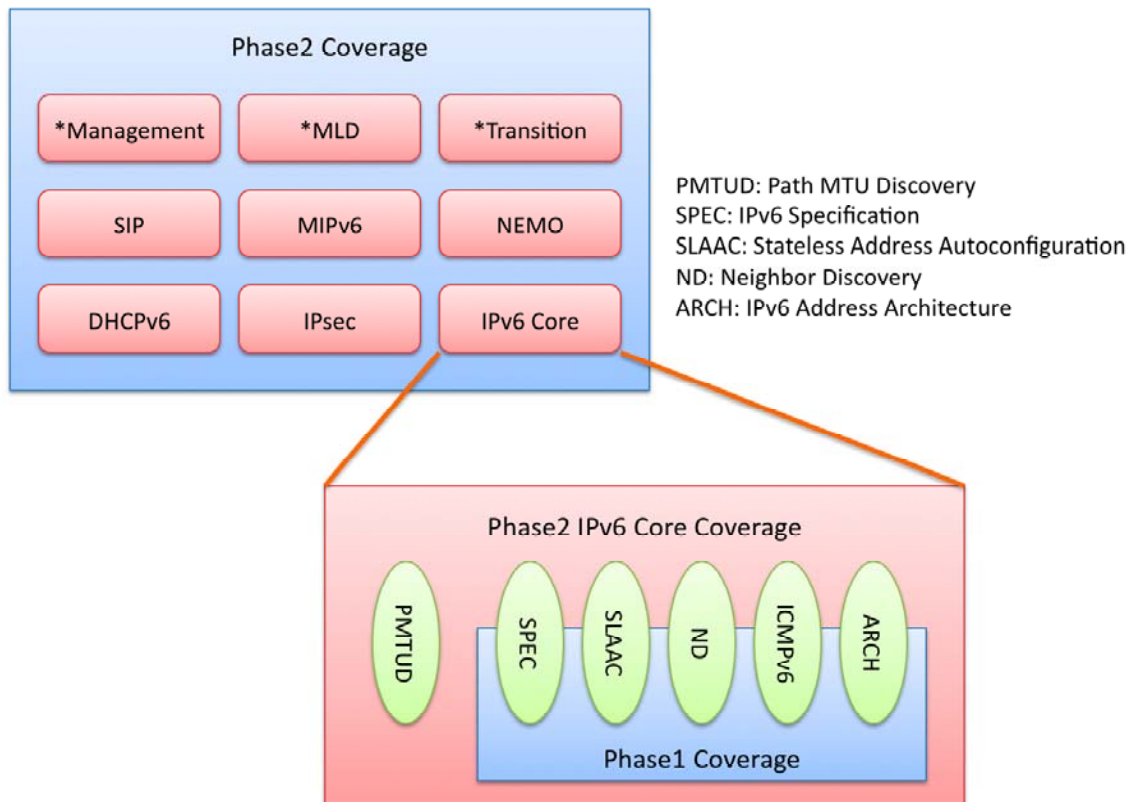 Phase2 Coverage
*Management
*MLD
*Transition
SIP
MIPv6
NEMO
DHCPv6
IPsec
IPv6 Core
PMTUD: Path MTU Discovery
SPEC: IPv6 Specification
SLAAC: Stateless Address Autoconfiguration
ND: Neighbor Discovery
ARCH: IPv6 Address Architecture
Phase2 IPv6 Core Coverage
PMTUD
SPEC
SLAAC
ND
ICMPv6
ARCH
Phase1 Coverage